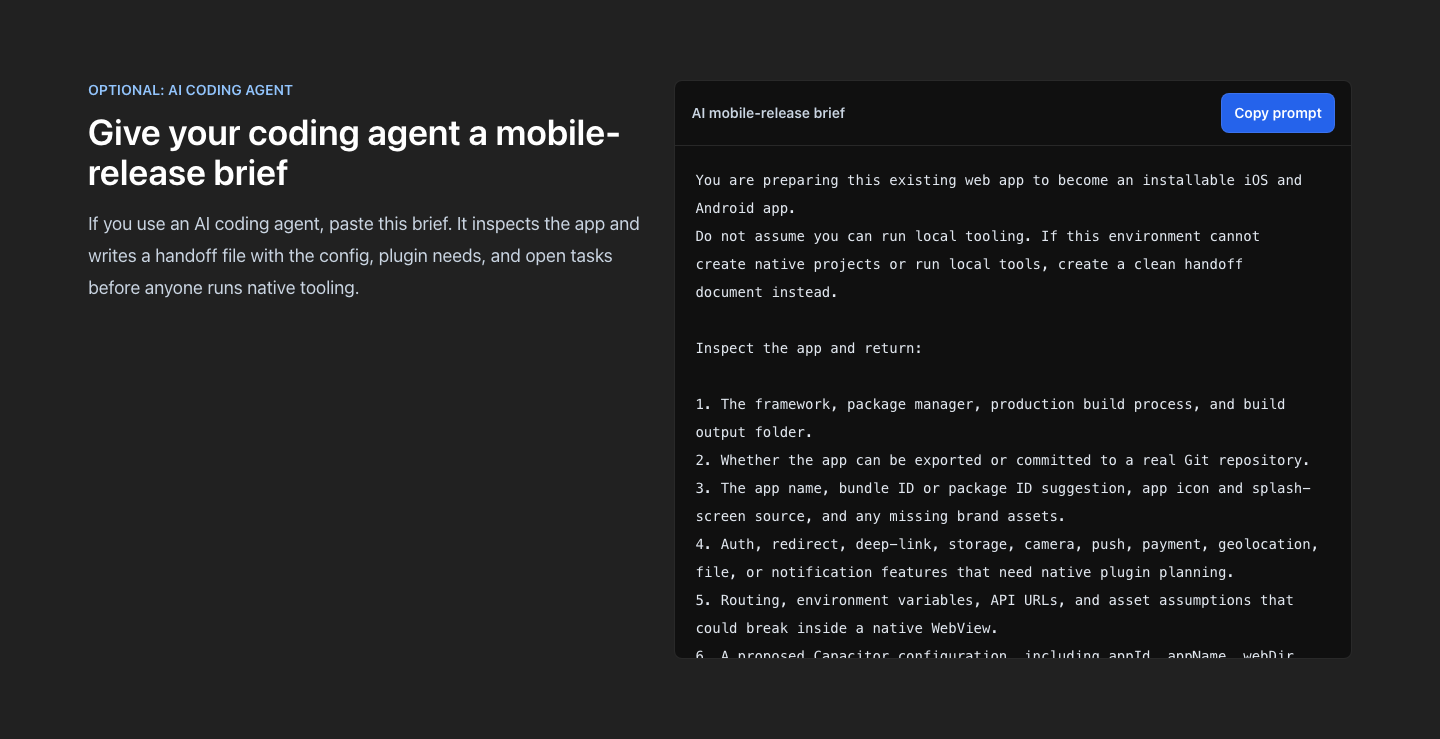 OPTIONAL: AI CODING AGENT
Give your coding agent a mobile-
release brief
If you use an AI coding agent, paste this brief. It inspects the app and
writes a handoff file with the config, plugin needs, and open tasks
before anyone runs native tooling.
AI mobile-release brief
Copy prompt
You are preparing this existing web app to become an installable iOS and
Android app.
Do not assume you can run local tooling. If this environment cannot
create native projects or run local tools, create a clean handoff
document instead.
Inspect the app and return:
1. The framework, package manager, production build process, and build
output folder.
2. Whether the app can be exported or committed to a real Git repository.
3. The app name, bundle ID or package ID suggestion, app icon and splash-
screen source, and any missing brand assets.
4. Auth, redirect, deep-link, storage, camera, push, payment, geolocation,
file, or notification features that need native plugin planning.
5. Routing, environment variables, API URLs, and asset assumptions that
could break inside a native WebView.
6. A proposed Capacitor configuration, including appId, appName, webDir,